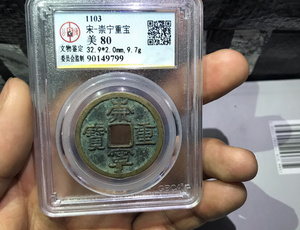 1103
宋-崇宁重宝
美 80
文物鉴定 32.9*2.0mm,9.7g
委员会监制 90149799
崇
寶 重
寧